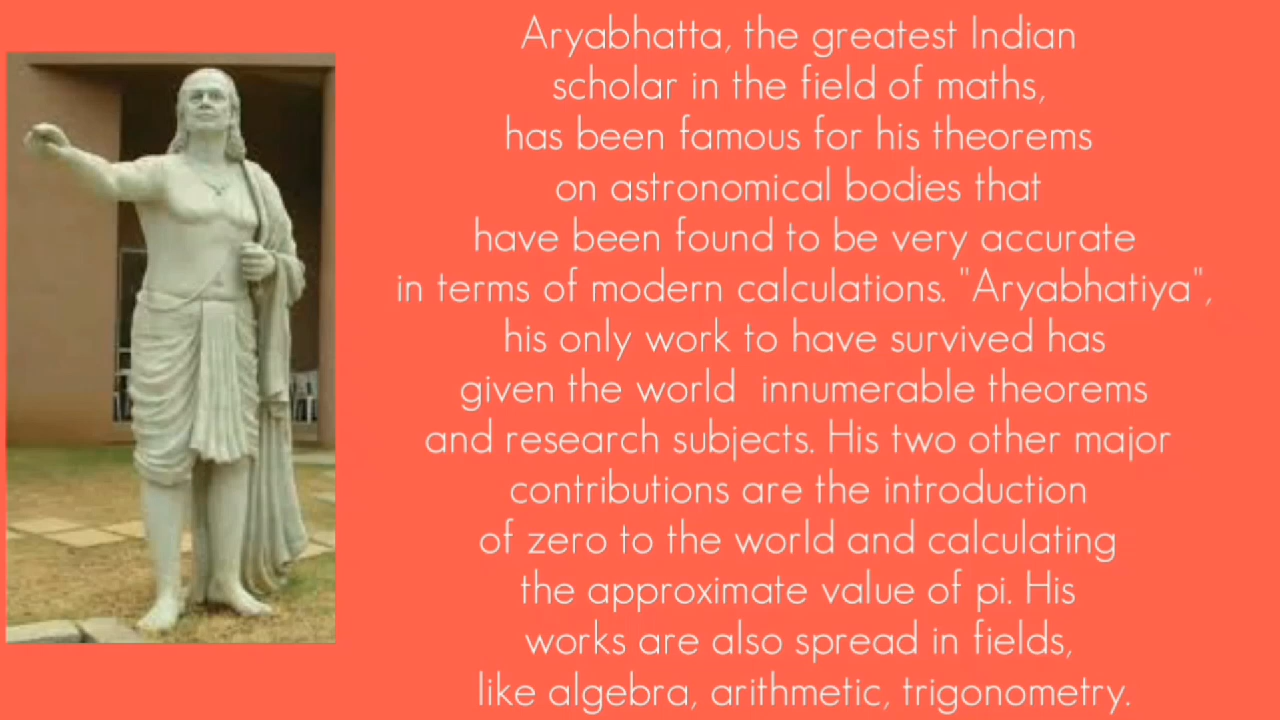 Aryabhatta, the greatest Indian
scholar in the field of maths,
has been famous for his theorems
on astronomical bodies that
have been found to be very accurate
in terms of modern calculations. "Aryabhatiya",
his only work to have survived has
given the world  innumerable theorems
and research subjects. His two other major
contributions are the introduction
of zero to the world and calculating
the approximate value of pi. His
works are also spread in fields,
like algebra, arithmetic, trigonometry.